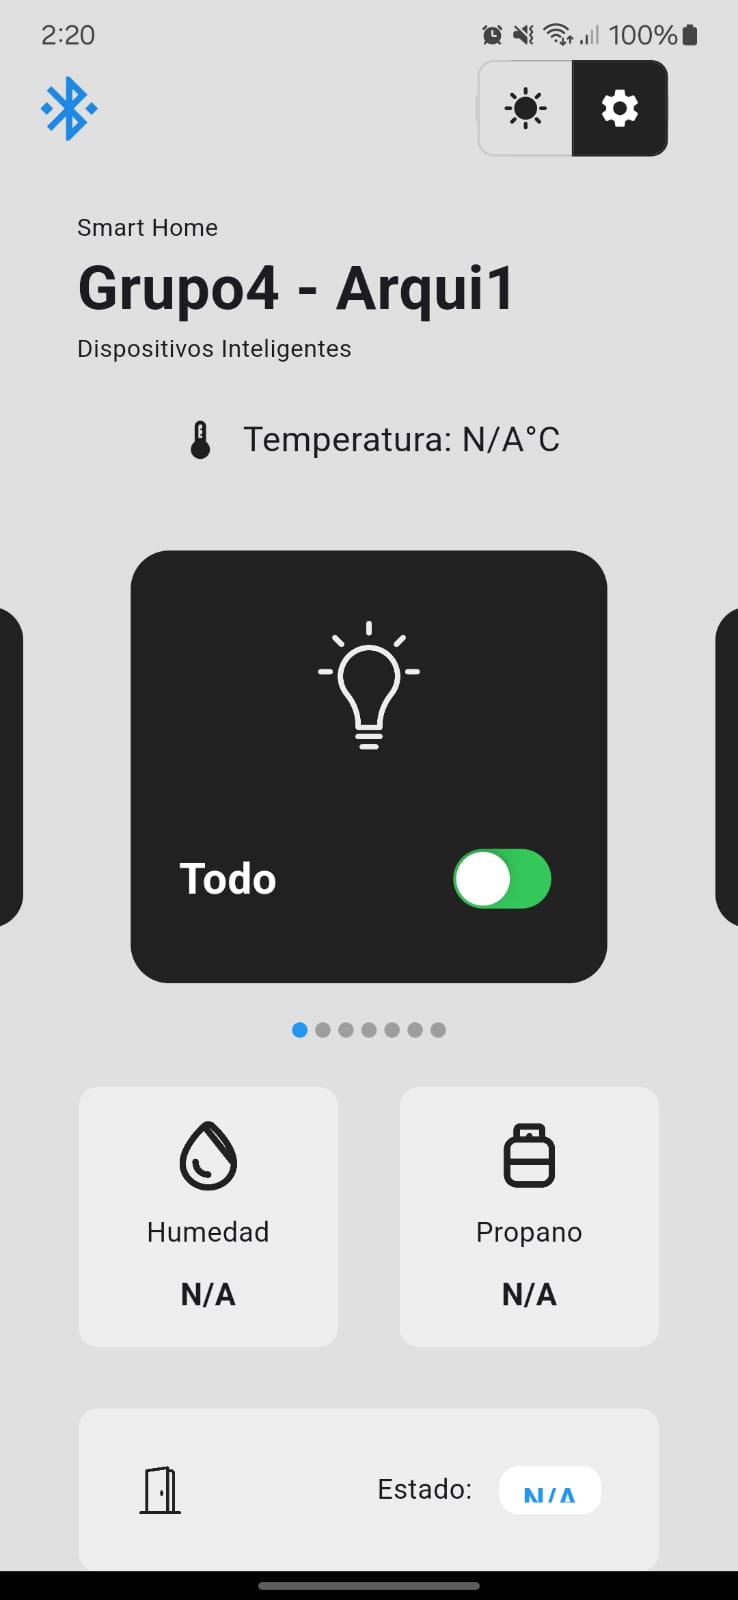 2:20
100%
Smart Home
Grupo4 - Arqui1
Dispositivos Inteligentes
Temperatura: N/A°C
Todo
Humedad
Propano
N/A
N/A
Estado:
N/A